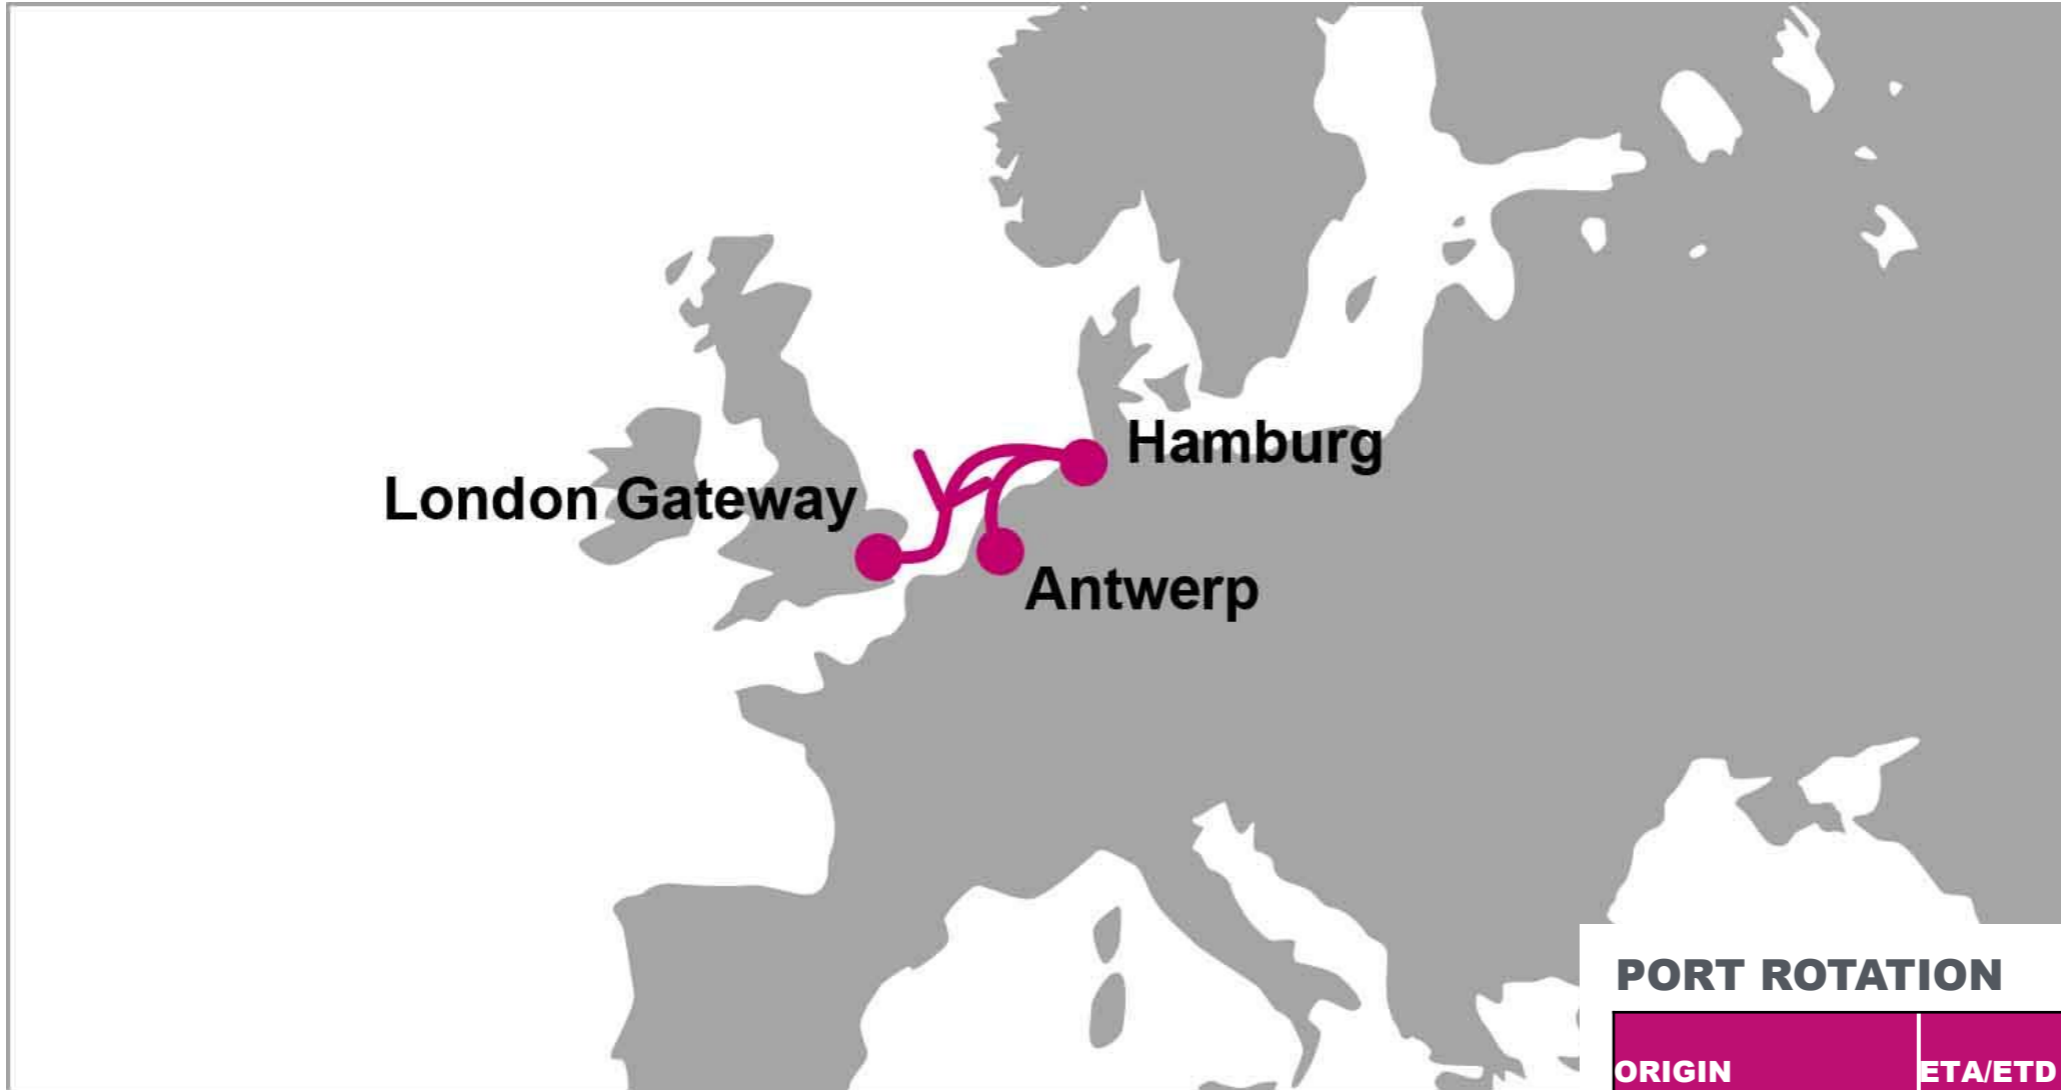 Hamburg
London Gateway
Antwerp
PORT ROTATION
ORIGIN ETA/ETD